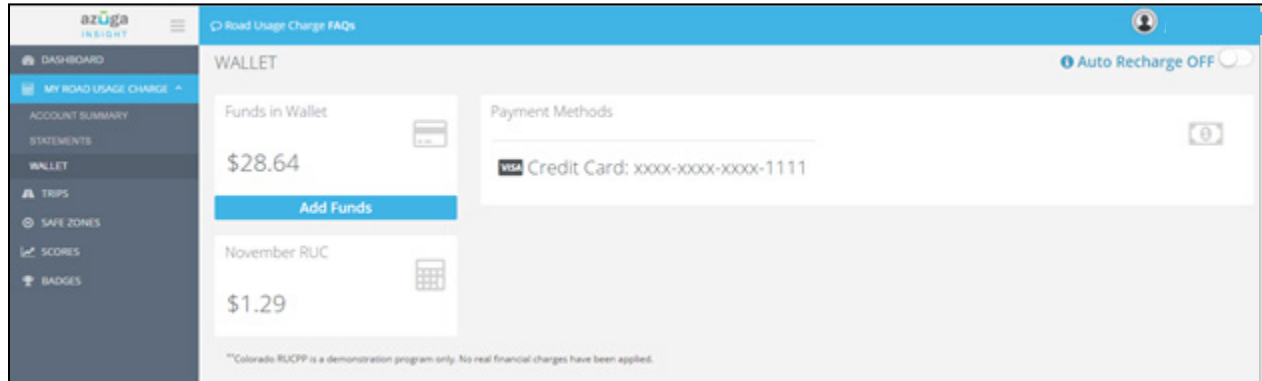 azuga
INSIGHT
Road Usage Charge FAQs
DASHBOARD
MY ROAD USAGE CHARGE
ACCOUNT SUMMARY
STATEMENTS
WALLET
TRIPS
SAFE ZONES
SCORES
BADGES
WALLET
Auto Recharge OFF
Funds in Wallet
$28.64
Add Funds
Payment Methods
VISA Credit Card: xxxx-xxxx-xxxx-1111
November RUC
$1.29
**Colorado RUCPP is a demonstration program only. No real financial charges have been applied.